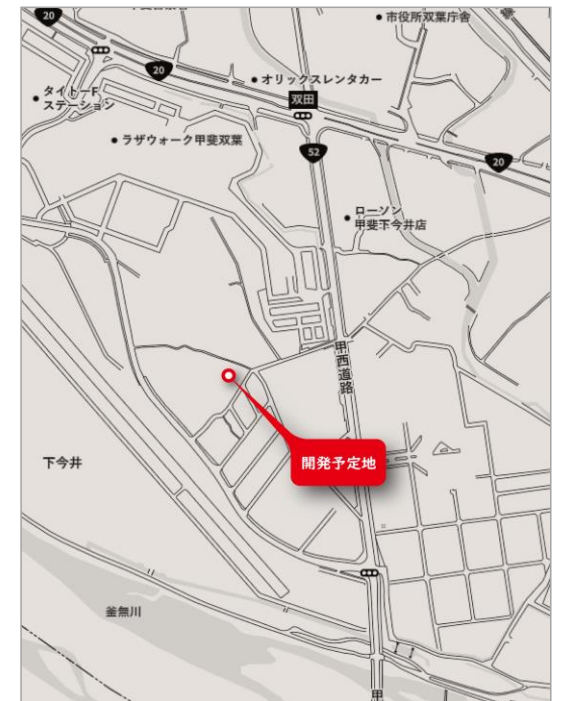 20
市役所双葉庁舎
20
オリックスレンタカー
タイトーF
ステーション
双田
ラザウォーク甲斐双葉
52
20
ローソン
甲斐下今井店
甲西道路
開発予定地
下今井
釜無川
甲